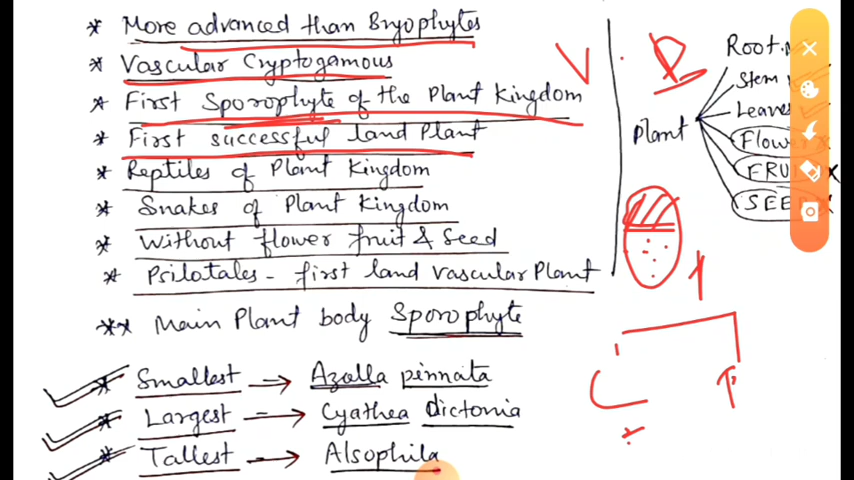 * More advanced than Bryophytes
* Vascular Cryptogamous
* First Sporophyte of the Plant Kingdom
* First successful land Plant
* Reptiles of Plant Kingdom
* Snakes of Plant Kingdom
* Without flower fruit & Seed
* Psilotales - first land vascular Plant
** Main Plant body Sporophyte
* Smallest → Azolla pinnata
* Largest → Cyathea dictonia
* Tallest → Alsophila
V. P
Plant
Root
Stem
Leaves
Flow
FRU
SEE